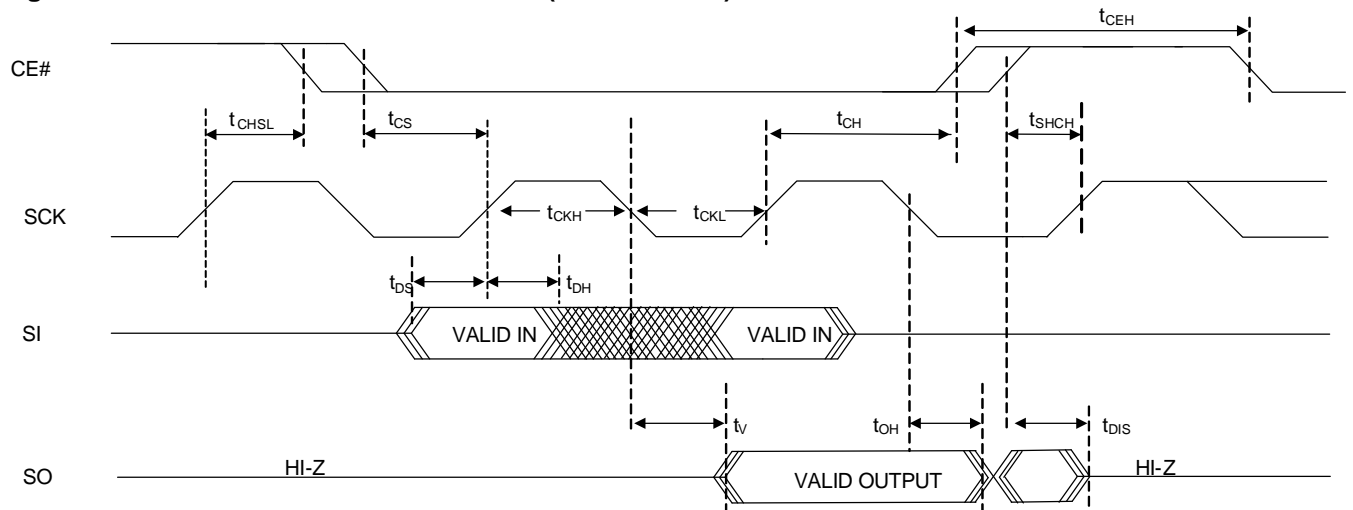 tCEH
CE#
tCHSL
tCS
tCH
tSHCH
SCK
tCKH
tCKL
tDS
tDH
SI
VALID IN
VALID IN
tV
tOH
tDIS
SO
HI-Z
VALID OUTPUT
HI-Z